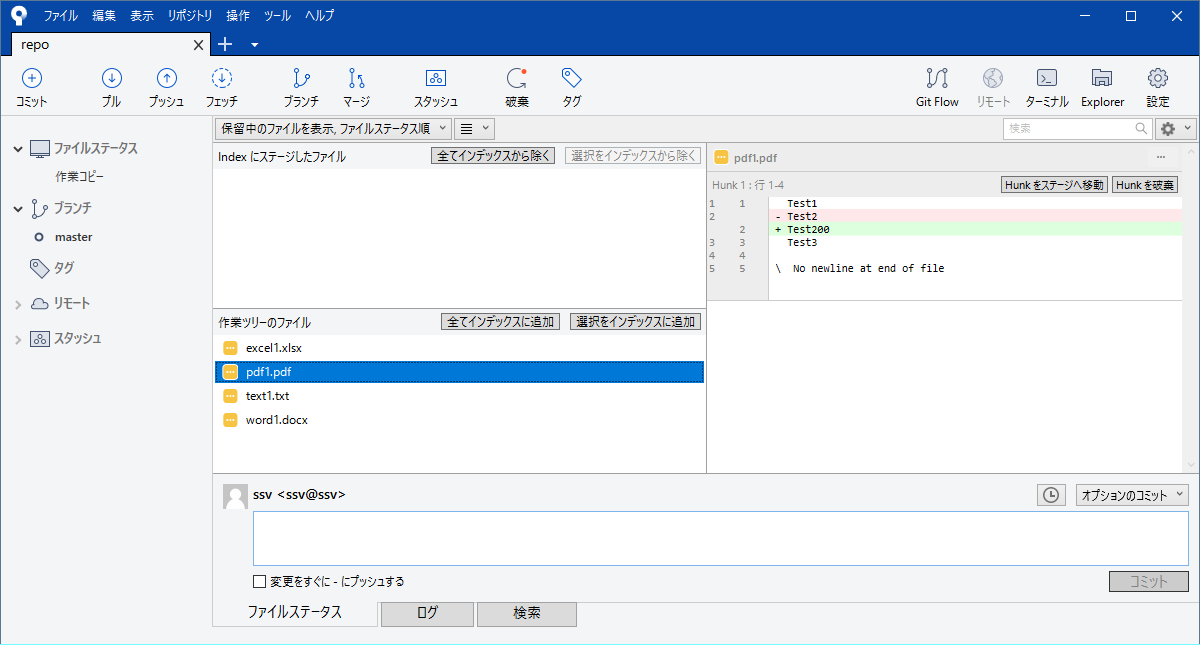 ファイル 編集 表示 リポジトリ 操作 ツール ヘルプ
repo
コミット プル プッシュ フェッチ ブランチ マージ スタッシュ 破棄 タグ Git Flow リモート ターミナル Explorer 設定
保留中のファイルを表示, ファイルステータス順
検索
ファイルステータス
作業コピー
ブランチ
master
タグ
リモート
スタッシュ
Index にステージしたファイル 全てインデックスから除く 選択をインデックスから除く
作業ツリーのファイル 全てインデックスに追加 選択をインデックスに追加
excel1.xlsx
pdf1.pdf
text1.txt
word1.docx
pdf1.pdf
Hunk 1 : 行 1-4 Hunk をステージへ移動 Hunk を破棄
1 1 Test1
2 - Test2
2 + Test200
3 3 Test3
4 4
5 5 \ No newline at end of file
ssv <ssv@ssv>
オプションのコミット
変更をすぐに - にプッシュする
コミット
ファイルステータス ログ 検索